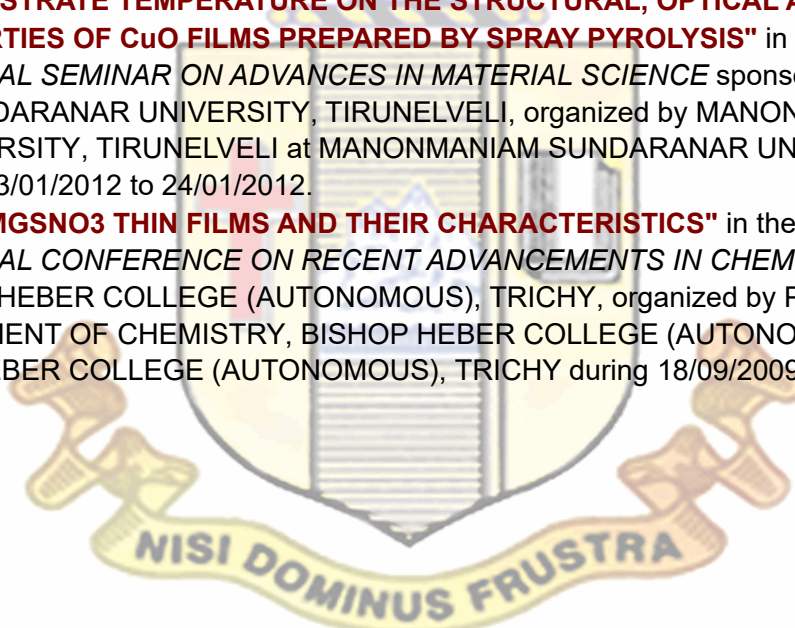 STRATE TEMPERATURE ON THE STRUCTURAL, OPTICAL A
RTIES OF CuO FILMS PREPARED BY SPRAY PYROLYSIS" in
AL SEMINAR ON ADVANCES IN MATERIAL SCIENCE sponso
DARANAR UNIVERSITY, TIRUNELVELI, organized by MANON
RSITY, TIRUNELVELI at MANONMANIAM SUNDARANAR UN
3/01/2012 to 24/01/2012.
MGSNO3 THIN FILMS AND THEIR CHARACTERISTICS" in the
AL CONFERENCE ON RECENT ADVANCEMENTS IN CHEM
HEBER COLLEGE (AUTONOMOUS), TRICHY, organized by P
MENT OF CHEMISTRY, BISHOP HEBER COLLEGE (AUTONO
EBER COLLEGE (AUTONOMOUS), TRICHY during 18/09/2009
NISI DOMINUS FRUSTRA